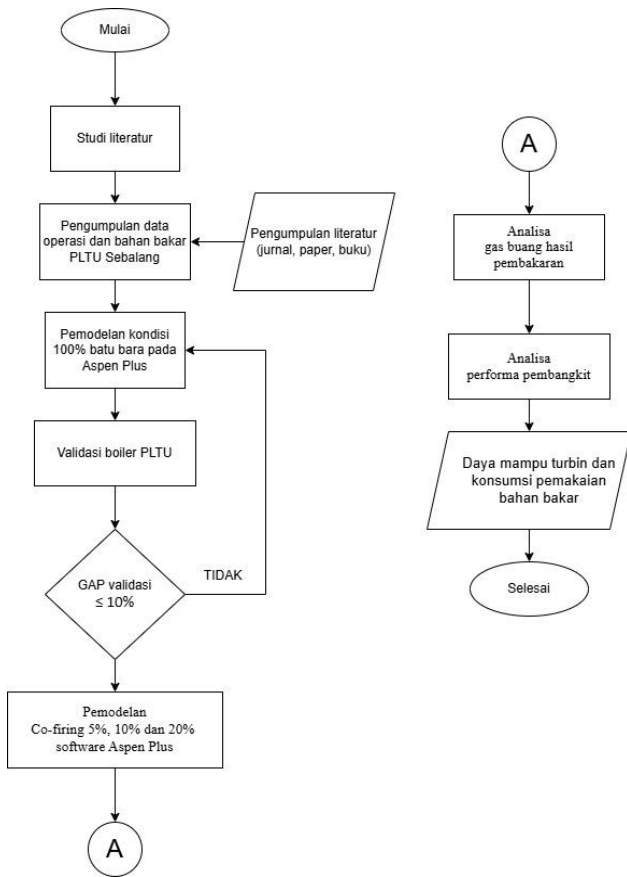 Mulai
Studi literatur
Pengumpulan data
operasi dan bahan bakar
PLTU Sebalang
Pengumpulan literatur
(jurnal, paper, buku)
Pemodelan kondisi
100% batu bara pada
Aspen Plus
Validasi boiler PLTU
GAP validasi
≤ 10%
TIDAK
Pemodelan
Co-firing 5%, 10% dan 20%
software Aspen Plus
A
A
Analisa
gas buang hasil
pembakaran
Analisa
performa pembangkit
Daya mampu turbin dan
konsumsi pemakaian
bahan bakar
Selesai